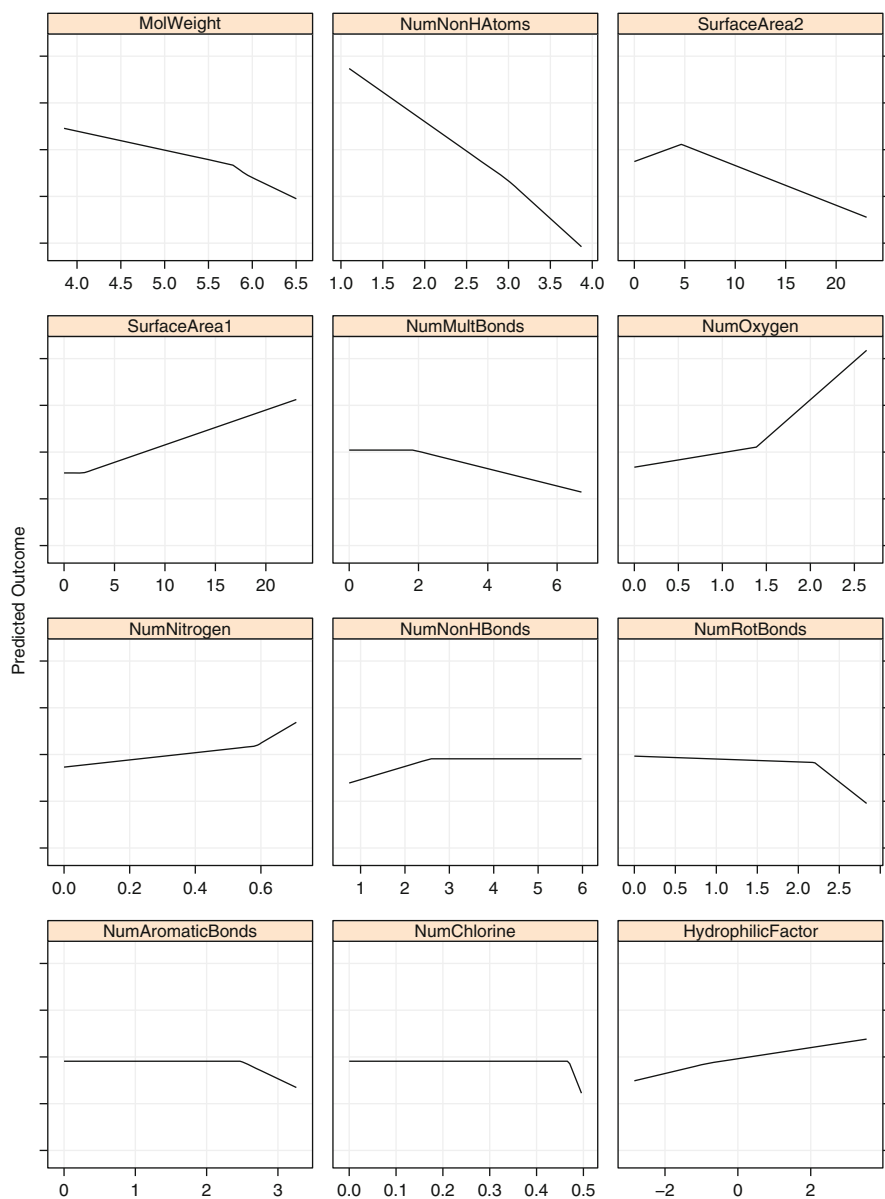 MolWeight NumNonHAtoms SurfaceArea2
4.0 4.5 5.0 5.5 6.0 6.5 1.0 1.5 2.0 2.5 3.0 3.5 4.0 0 5 10 15 20
SurfaceArea1 NumMultBonds NumOxygen
0 5 10 15 20 0 2 4 6 0.0 0.5 1.0 1.5 2.0 2.5
Predicted Outcome
NumNitrogen NumNonHBonds NumRotBonds
0.0 0.2 0.4 0.6 1 2 3 4 5 6 0.0 0.5 1.0 1.5 2.0 2.5
NumAromaticBonds NumChlorine HydrophilicFactor
0 1 2 3 0.0 0.1 0.2 0.3 0.4 0.5 −2 0 2